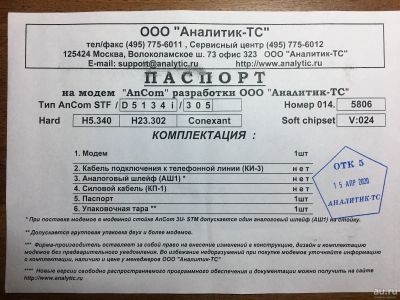 ООО "Аналитик-ТС"
тел/факс (495) 775-6011 , Сервисный центр (495) 775-6012
125424 Москва, Волоколамское ш. 73 офис 323 ООО "Аналитик-ТС"
E-mail: support@analytic.ru http://www.analytic.ru
ПАСПОРТ
на модем "AnCom" разработки ООО "Аналитик-ТС"
Тип AnCom STF / D5134i / 305 Номер 014. 5806
Hard H5.340 H23.302 Conexant Soft chipset V:024
КОМПЛЕКТАЦИЯ :
1. Модем 1шт
2. Кабель подключения к телефонной линии (КИ-3) нет
3. Аналоговый шлейф (АШ1) * нет
4. Силовой кабель (КП-1) нет
5. Паспорт 1шт
6. Упаковочная тара ** 1шт
ОТК 5
15 АПР 2020
АНАЛИТИК-ТС
* При поставке модемов в модемной стойке AnCom 3U- STM допускается один аналоговый шлейф (АШ1) на стойку.
** Допускается групповая упаковка двух и более модемов.
*** Фирма-производитель оставляет за собой право на внесение изменений в конструкцию, дизайн и комплектацию
модемов без предварительного уведомления. Во избежание недоразумений при покупке модемов уточняйте информацию о
комплектации, наличии и цене у менеджеров ООО "Аналитик-ТС".
**** Новые версии свободно распространяемого программного обеспечения и документации можно получить на сайте
http://www.analytic.ru
au.ru